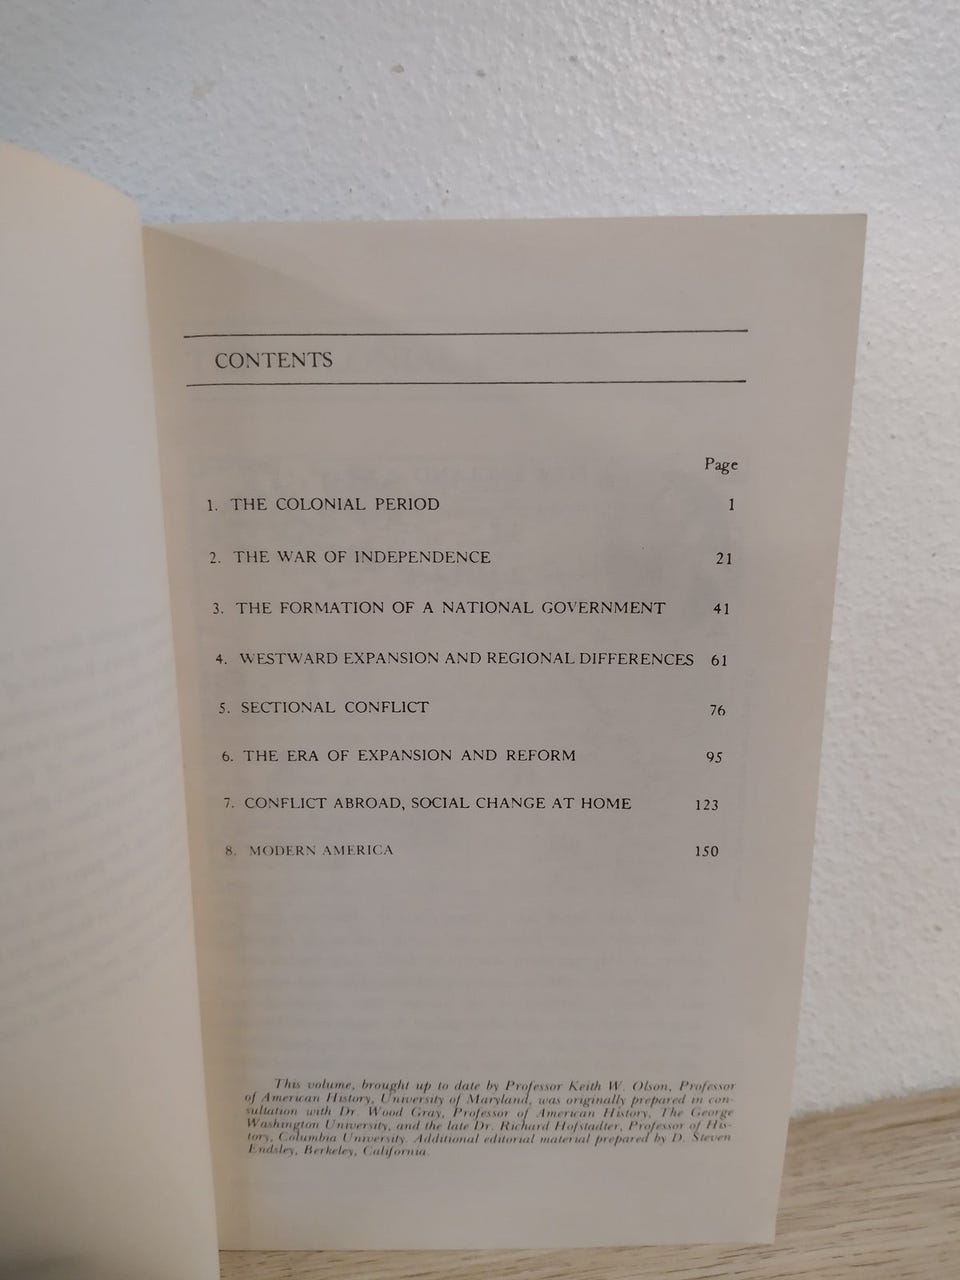 CONTENTS
Page
1. THE COLONIAL PERIOD 1
2. THE WAR OF INDEPENDENCE 21
3. THE FORMATION OF A NATIONAL GOVERNMENT 41
4. WESTWARD EXPANSION AND REGIONAL DIFFERENCES 61
5. SECTIONAL CONFLICT 76
6. THE ERA OF EXPANSION AND REFORM 95
7. CONFLICT ABROAD, SOCIAL CHANGE AT HOME 123
8. MODERN AMERICA 150
This volume, brought up to date by Professor Keith W. Olson, Professor
of American History, University of Maryland, was originally prepared in con-
sultation with Dr. Wood Gray, Professor of American History, The George
Washington University, and the late Dr. Richard Hofstadter, Professor of His-
tory, Columbia University. Additional editorial material prepared by D. Steven
Endsley, Berkeley, California.